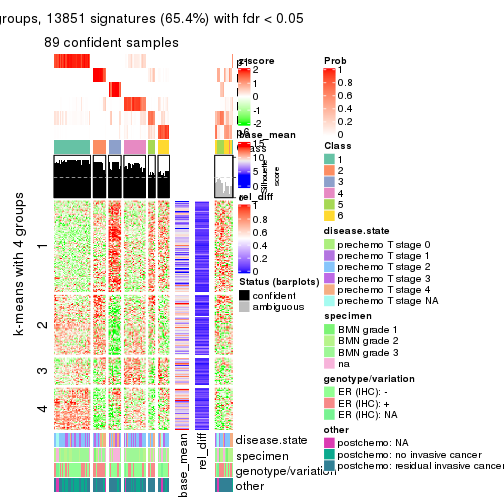 groups, 13851 signatures (65.4%) with fdr < 0.05
89 confident samples
k-means with 4 groups
1
2
3
4
z-score
2
1
0
-1
-2
base_mean
15
10
5
0
rel_diff
1
0.8
0.6
0.4
0.2
0
Silhouette
score
Status (barplots)
confident
ambiguous
Prob
1
0.8
0.6
0.4
0.2
0
Class
1
2
3
4
5
6
disease.state
prechemo T stage 0
prechemo T stage 1
prechemo T stage 2
prechemo T stage 3
prechemo T stage 4
prechemo T stage NA
specimen
BMN grade 1
BMN grade 2
BMN grade 3
na
genotype/variation
ER (IHC): -
ER (IHC): +
ER (IHC): NA
other
postchemo: NA
postchemo: no invasive cancer
postchemo: residual invasive cancer
disease.state
specimen
genotype/variation
other
base_mean
rel_diff